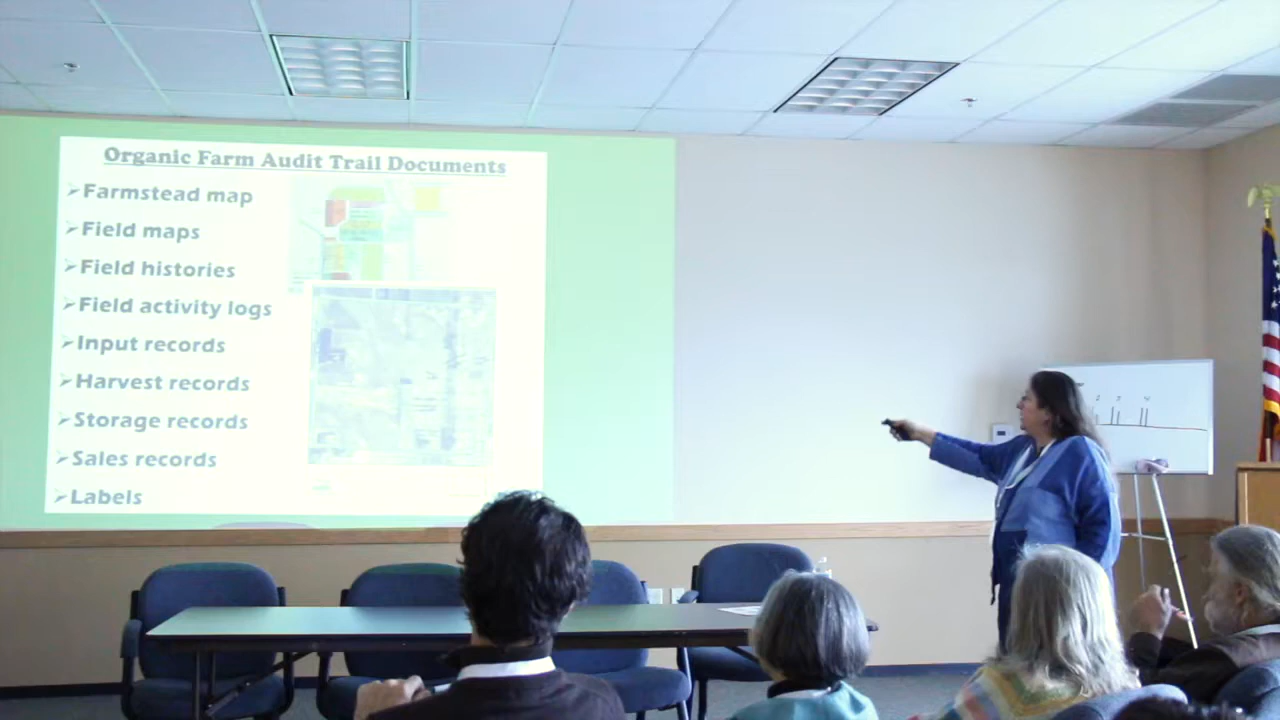 Organic Farm Audit Trail Documents
Farmstead map
Field maps
Field histories
Field activity logs
Input records
Harvest records
Storage records
Sales records
Labels